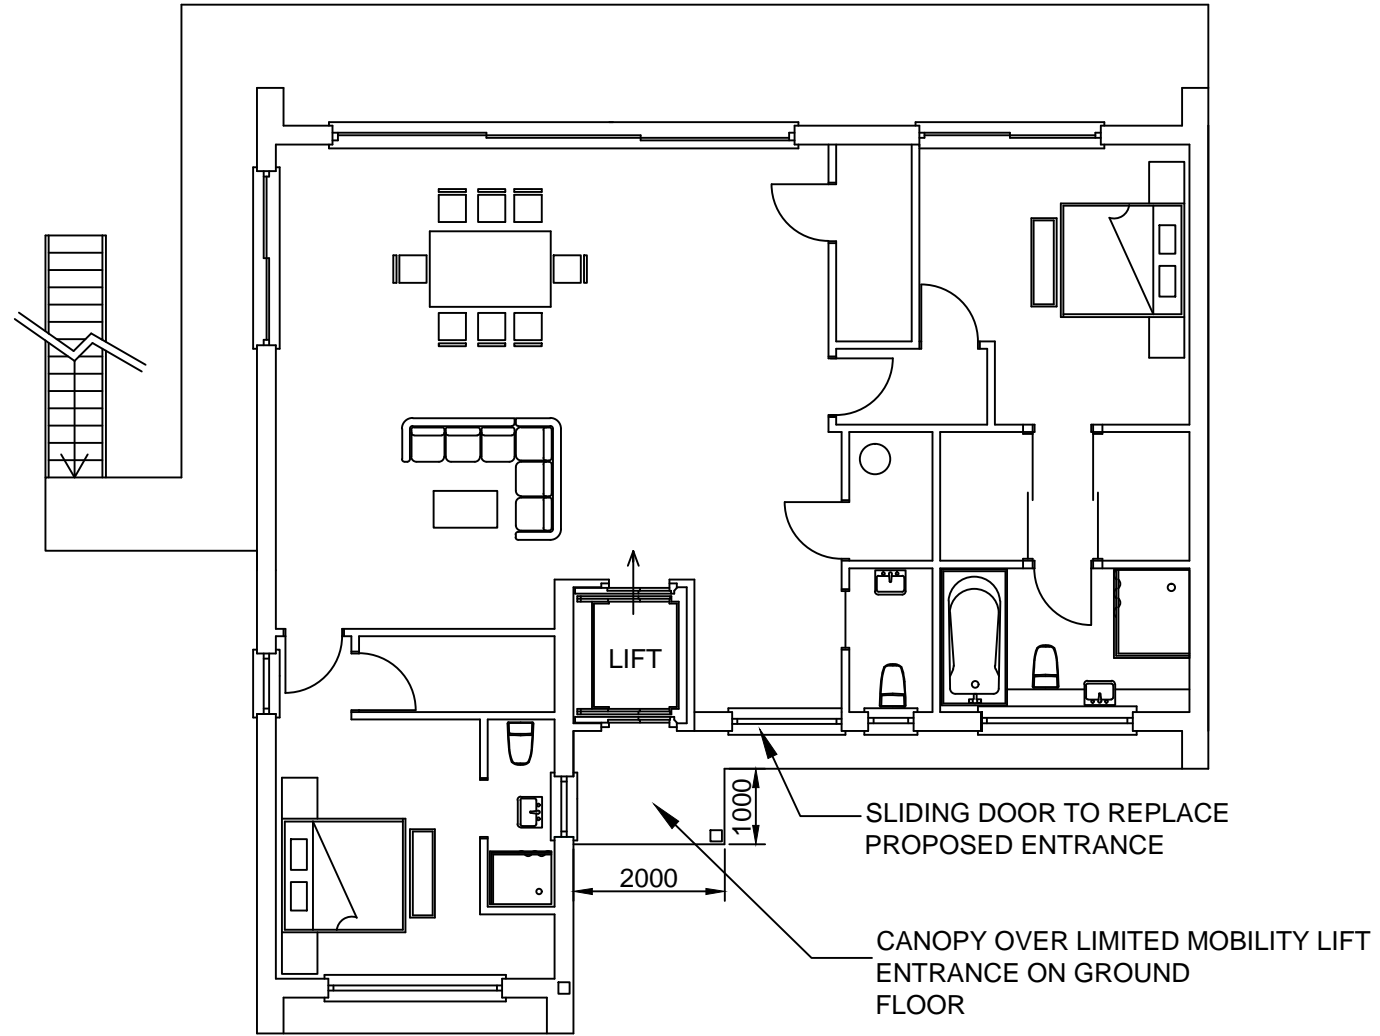 LIFT
1000
SLIDING DOOR TO REPLACE
PROPOSED ENTRANCE
2000
CANOPY OVER LIMITED MOBILITY LIFT
ENTRANCE ON GROUND
FLOOR